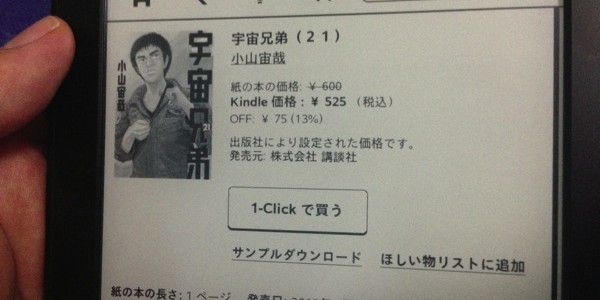 宇宙兄弟（２１）
小山宙哉
紙の本の価格: ￥ 600
Kindle 価格 : ￥ 525 （税込）
OFF: ￥ 75 (13%)
出版社により設定された価格です。
発売元: 株式会社 講談社
宇宙兄弟
21
小山宙哉
1-Click で買う
サンプルダウンロード
ほしい物リストに追加
紙の本の長さ: 1 ページ
発売日: